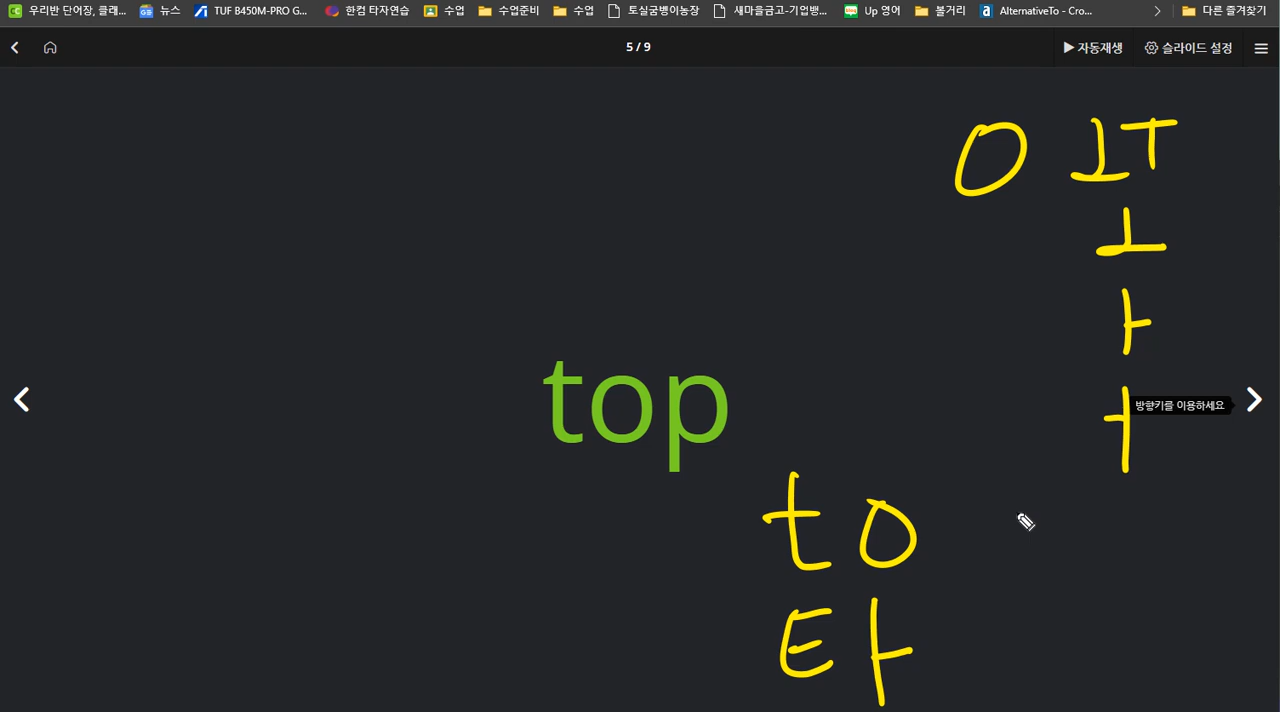 우리반 단어장, 클래... 뉴스 TUF B450M-PRO G... 한컴 타자연습 수업 수업준비 수업 토실굼벵이농장 새마을금고-기업뱅... Up 영어 볼거리 AlternativeTo - Cro... 다른 즐겨찾기
5 / 9 자동재생 슬라이드 설정
O ㅗㅜ
ㅗ
ㅏ
top
방향키를 이용하세요
ㅓ
to
ㅌㅏ